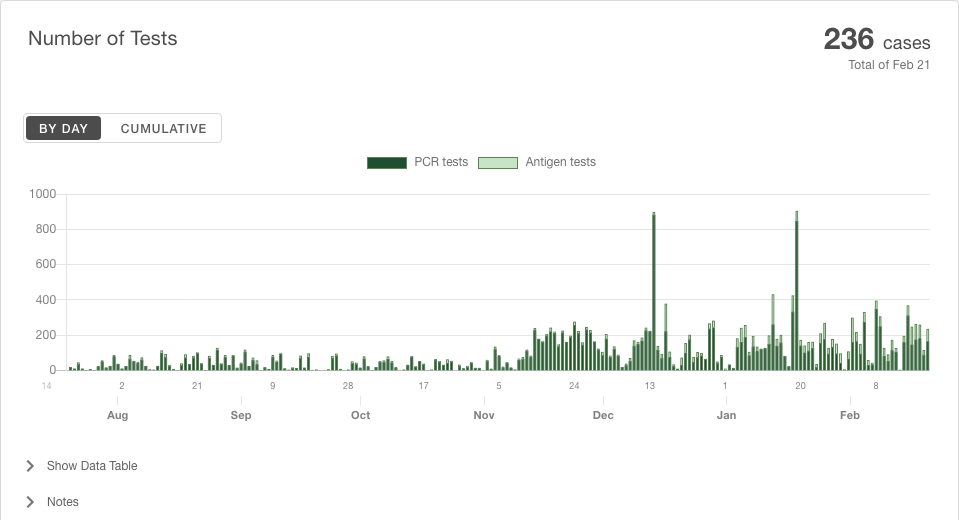 Number of Tests
236 cases
Total of Feb 21
BY DAY CUMULATIVE
PCR tests Antigen tests
1000
800
600
400
200
0
14 2 21 9 28 17 5 24 13 1 20 8
Aug Sep Oct Nov Dec Jan Feb
Show Data Table
Notes